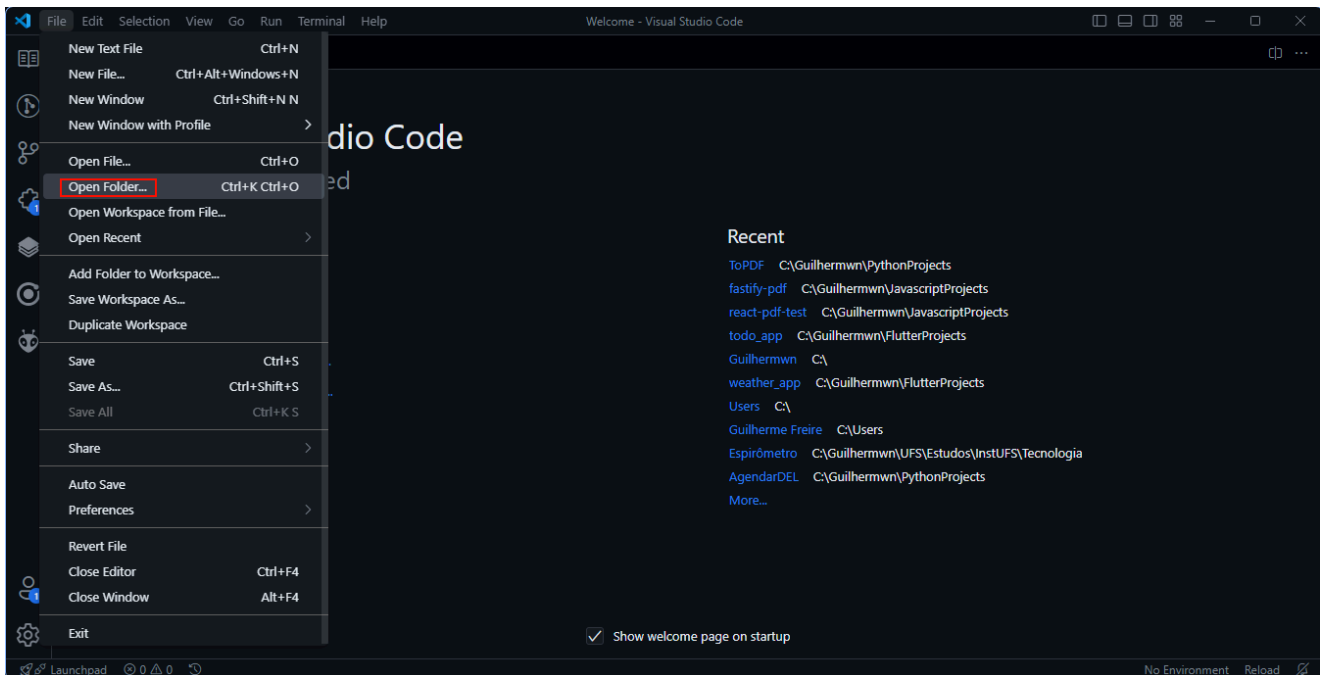 File Edit Selection View Go Run Terminal Help Welcome - Visual Studio Code
New Text File Ctrl+N
New File... Ctrl+Alt+Windows+N
New Window Ctrl+Shift+N N
New Window with Profile
Open File... Ctrl+O
Open Folder... Ctrl+K Ctrl+O
Open Workspace from File...
Open Recent
Add Folder to Workspace...
Save Workspace As...
Duplicate Workspace
Save Ctrl+S
Save As... Ctrl+Shift+S
Save All Ctrl+K S
Share
Auto Save
Preferences
Revert File
Close Editor Ctrl+F4
Close Window Alt+F4
Exit
dio Code
ed
Recent
ToPDF C:\Guilhermwn\PythonProjects
fastify-pdf C:\Guilhermwn\JavascriptProjects
react-pdf-test C:\Guilhermwn\JavascriptProjects
todo_app C:\Guilhermwn\FlutterProjects
Guilhermwn C:\
weather_app C:\Guilhermwn\FlutterProjects
Users C:\
Guilherme Freire C:\Users
Espirômetro C:\Guilhermwn\UFS\Estudos\InstUFS\Tecnologia
AgendarDEL C:\Guilhermwn\PythonProjects
More...
Show welcome page on startup
1
1
Launchpad 0 0 No Environment Reload